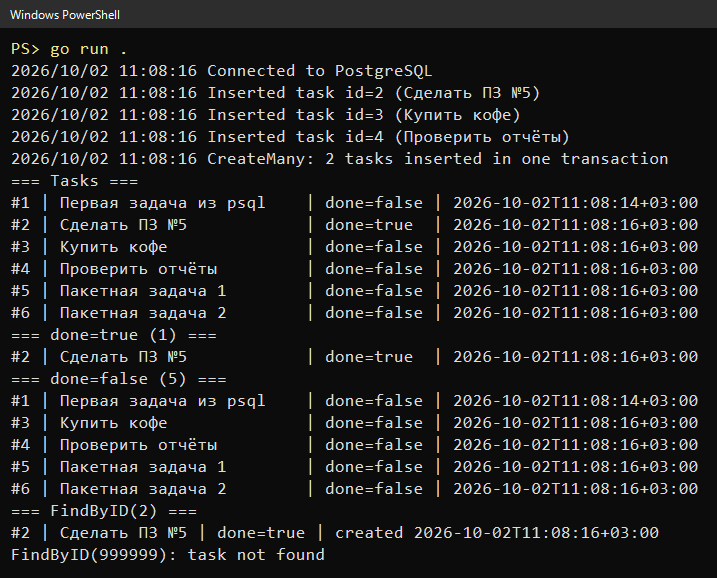 Windows PowerShell
PS> go run .
2026/10/02 11:08:16 Connected to PostgreSQL
2026/10/02 11:08:16 Inserted task id=2 (Сделать ПЗ №5)
2026/10/02 11:08:16 Inserted task id=3 (Купить кофе)
2026/10/02 11:08:16 Inserted task id=4 (Проверить отчёты)
2026/10/02 11:08:16 CreateMany: 2 tasks inserted in one transaction
=== Tasks ===
#1 | Первая задача из psql    | done=false | 2026-10-02T11:08:14+03:00
#2 | Сделать ПЗ №5            | done=true  | 2026-10-02T11:08:16+03:00
#3 | Купить кофе              | done=false | 2026-10-02T11:08:16+03:00
#4 | Проверить отчёты         | done=false | 2026-10-02T11:08:16+03:00
#5 | Пакетная задача 1        | done=false | 2026-10-02T11:08:16+03:00
#6 | Пакетная задача 2        | done=false | 2026-10-02T11:08:16+03:00
=== done=true (1) ===
#2 | Сделать ПЗ №5            | done=true  | 2026-10-02T11:08:16+03:00
=== done=false (5) ===
#1 | Первая задача из psql    | done=false | 2026-10-02T11:08:14+03:00
#3 | Купить кофе              | done=false | 2026-10-02T11:08:16+03:00
#4 | Проверить отчёты         | done=false | 2026-10-02T11:08:16+03:00
#5 | Пакетная задача 1        | done=false | 2026-10-02T11:08:16+03:00
#6 | Пакетная задача 2        | done=false | 2026-10-02T11:08:16+03:00
=== FindByID(2) ===
#2 | Сделать ПЗ №5 | done=true | created 2026-10-02T11:08:16+03:00
FindByID(999999): task not found